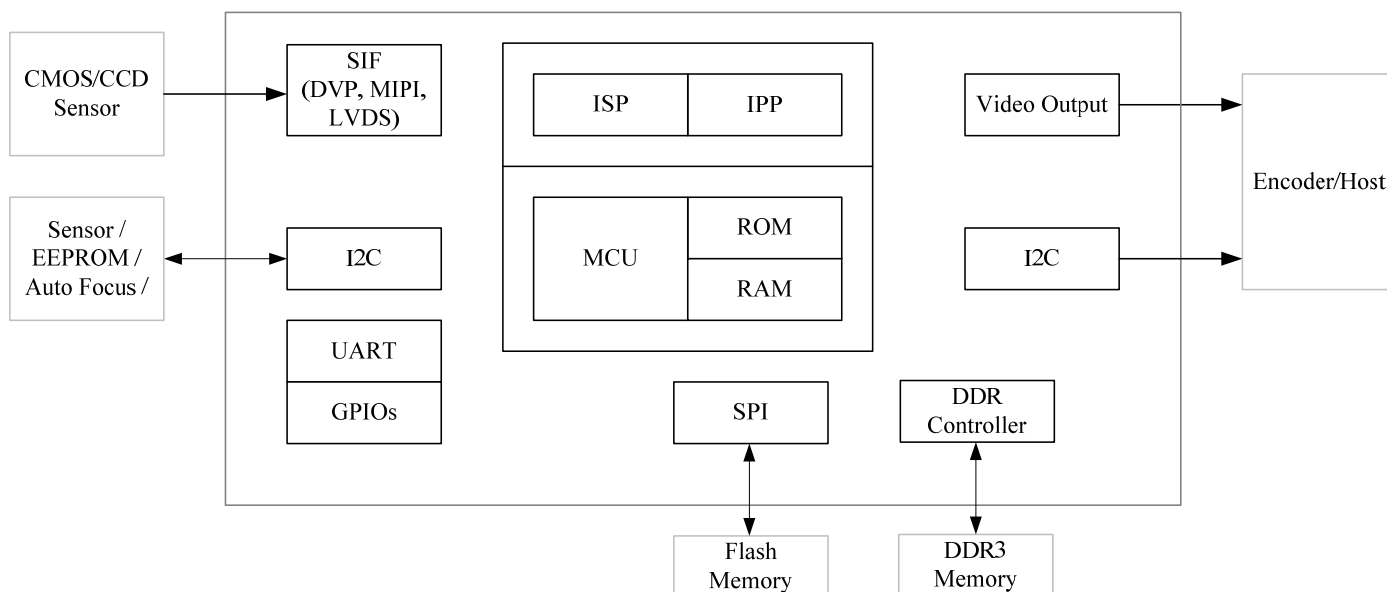 CMOS/CCD
Sensor
SIF
(DVP, MIPI,
LVDS)
ISP
IPP
Video Output
Encoder/Host
Sensor /
EEPROM /
Auto Focus /
I2C
MCU
ROM
RAM
I2C
UART
GPIOs
SPI
DDR
Controller
Flash
Memory
DDR3
Memory